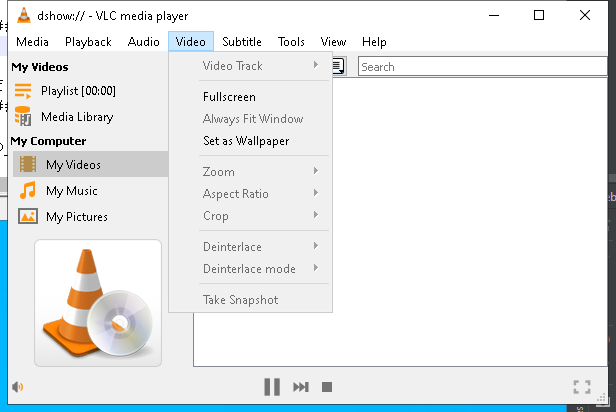 dshow:// - VLC media player
Media Playback Audio Video Subtitle Tools View Help
My Videos
Playlist [00:00]
Media Library
My Computer
My Videos
My Music
My Pictures
Video Track
Fullscreen
Always Fit Window
Set as Wallpaper
Zoom
Aspect Ratio
Crop
Deinterlace
Deinterlace mode
Take Snapshot
Search